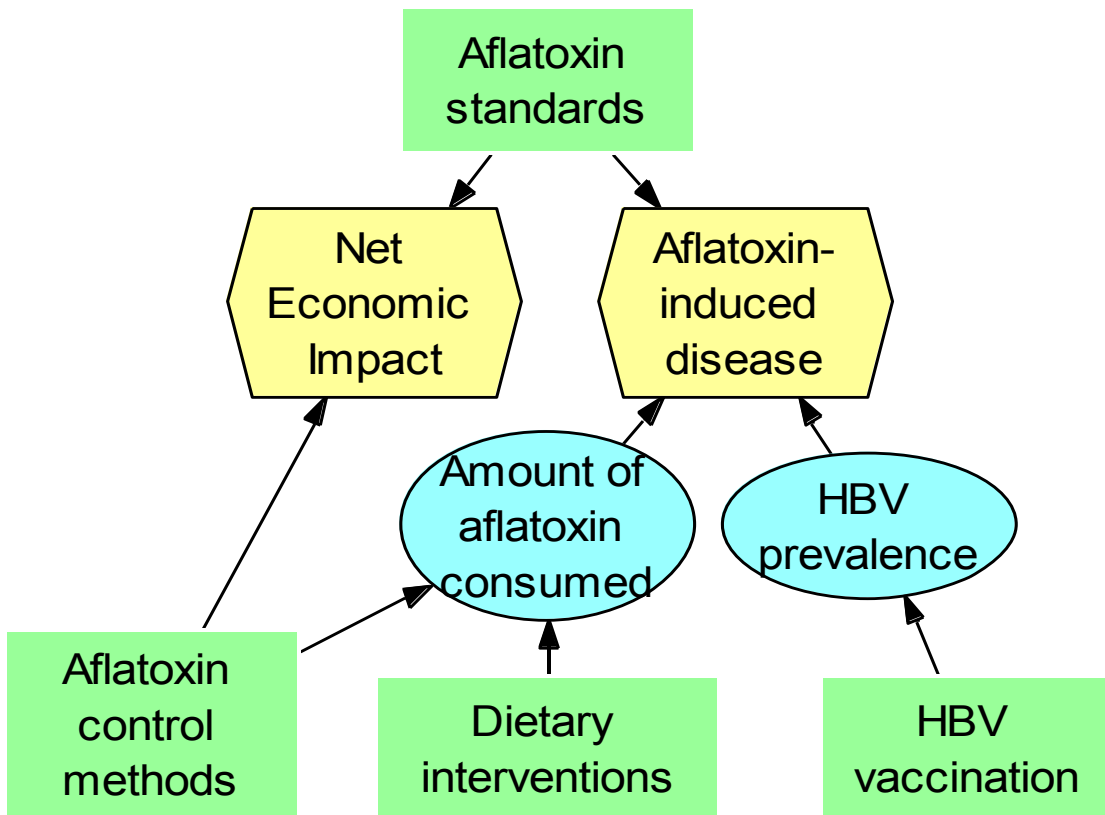 Aflatoxin
standards
Net
Economic
Impact
Aflatoxin-
induced
disease
Amount of
aflatoxin
consumed
HBV
prevalence
Aflatoxin
control
methods
Dietary
interventions
HBV
vaccination